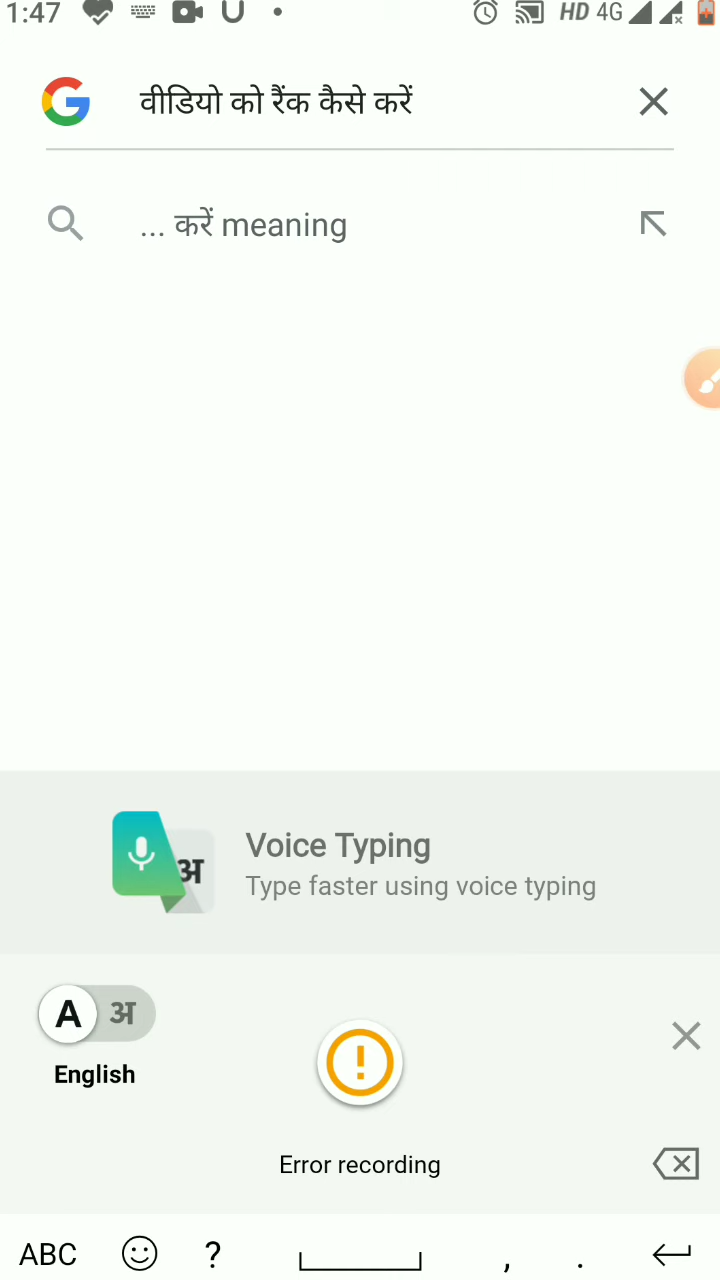 1:47 HD 4G
वीडियो को रैंक कैसे करें
... करें meaning
अ
Voice Typing
Type faster using voice typing
A अ
English
Error recording
ABC ? , .